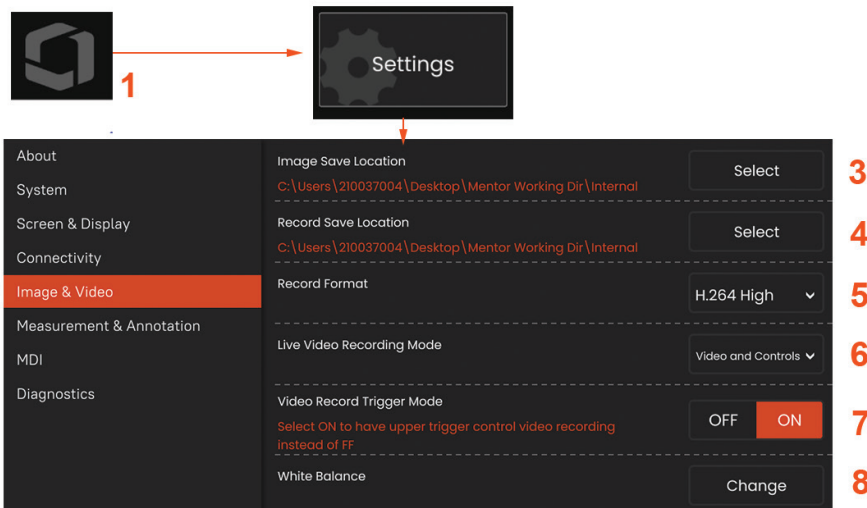 1
Settings
About
System
Screen & Display
Connectivity
Image & Video
Measurement & Annotation
MDI
Diagnostics
Image Save Location
C:\Users\210037004\Desktop\Mentor Working Dir\Internal
Select
3
Record Save Location
C:\Users\210037004\Desktop\Mentor Working Dir\Internal
Select
4
Record Format
H.264 High
5
Live Video Recording Mode
Video and Controls
6
Video Record Trigger Mode
Select ON to have upper trigger control video recording
instead of FF
OFF ON
7
White Balance
Change
8